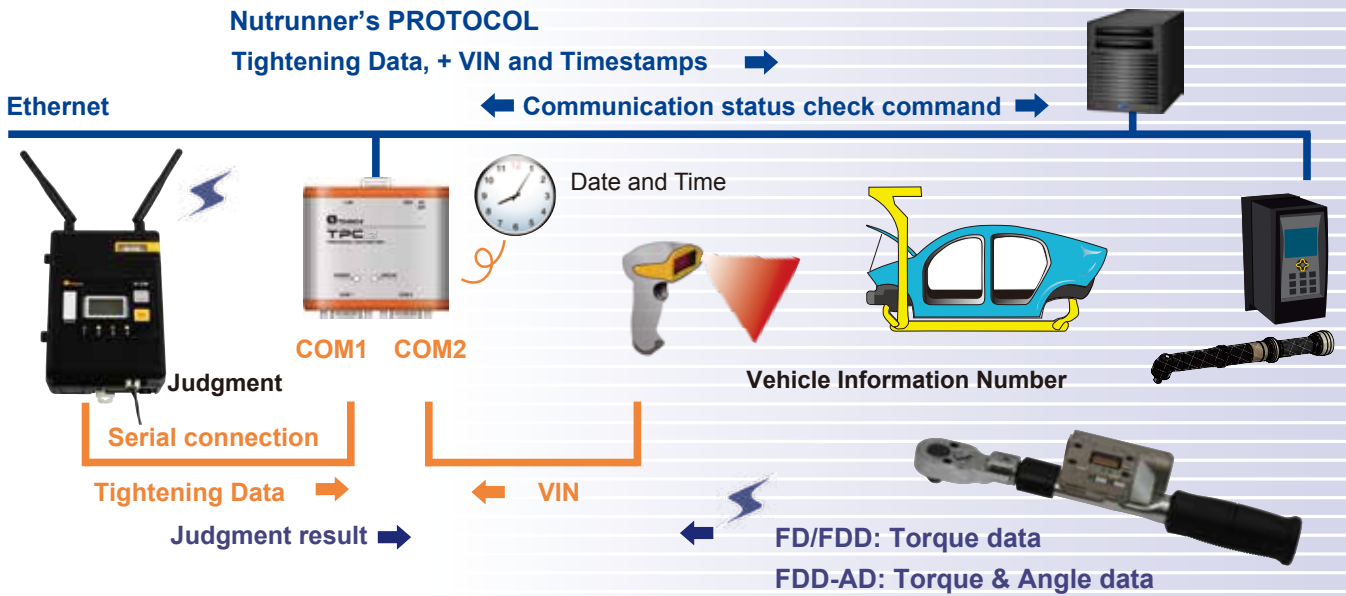 Nutrunner's PROTOCOL
Tightening Data, + VIN and Timestamps
Ethernet
Communication status check command
Date and Time
TPC
COM1 COM2
Judgment
Vehicle Information Number
Serial connection
Tightening Data
VIN
Judgment result
FD/FDD: Torque data
FDD-AD: Torque & Angle data